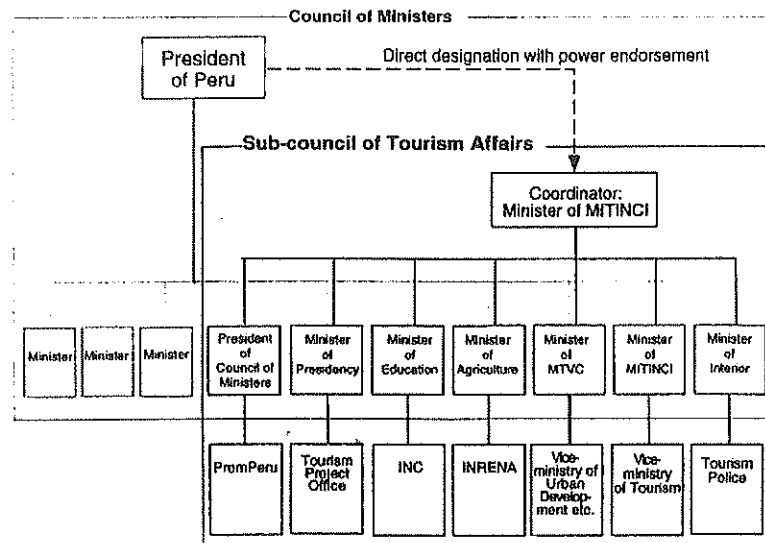 Council of Ministers
President
of Peru
Direct designation with power endorsement
Sub-council of Tourism Affairs
Coordinator:
Minister of MITINCI
Minister
Minister
Minister
President
of
Council of
Ministers
Minister
of
Presidency
Minister
of
Education
Minister
of
Agriculture
Minister
of
MTVC
Minister
of
MITINCI
Minister
of
Interior
PromPeru
Tourism
Project
Office
INC
INRENA
Vice-
ministry of
Urban
Develop-
ment etc.
Vice-
ministry
of Tourism
Tourism
Police